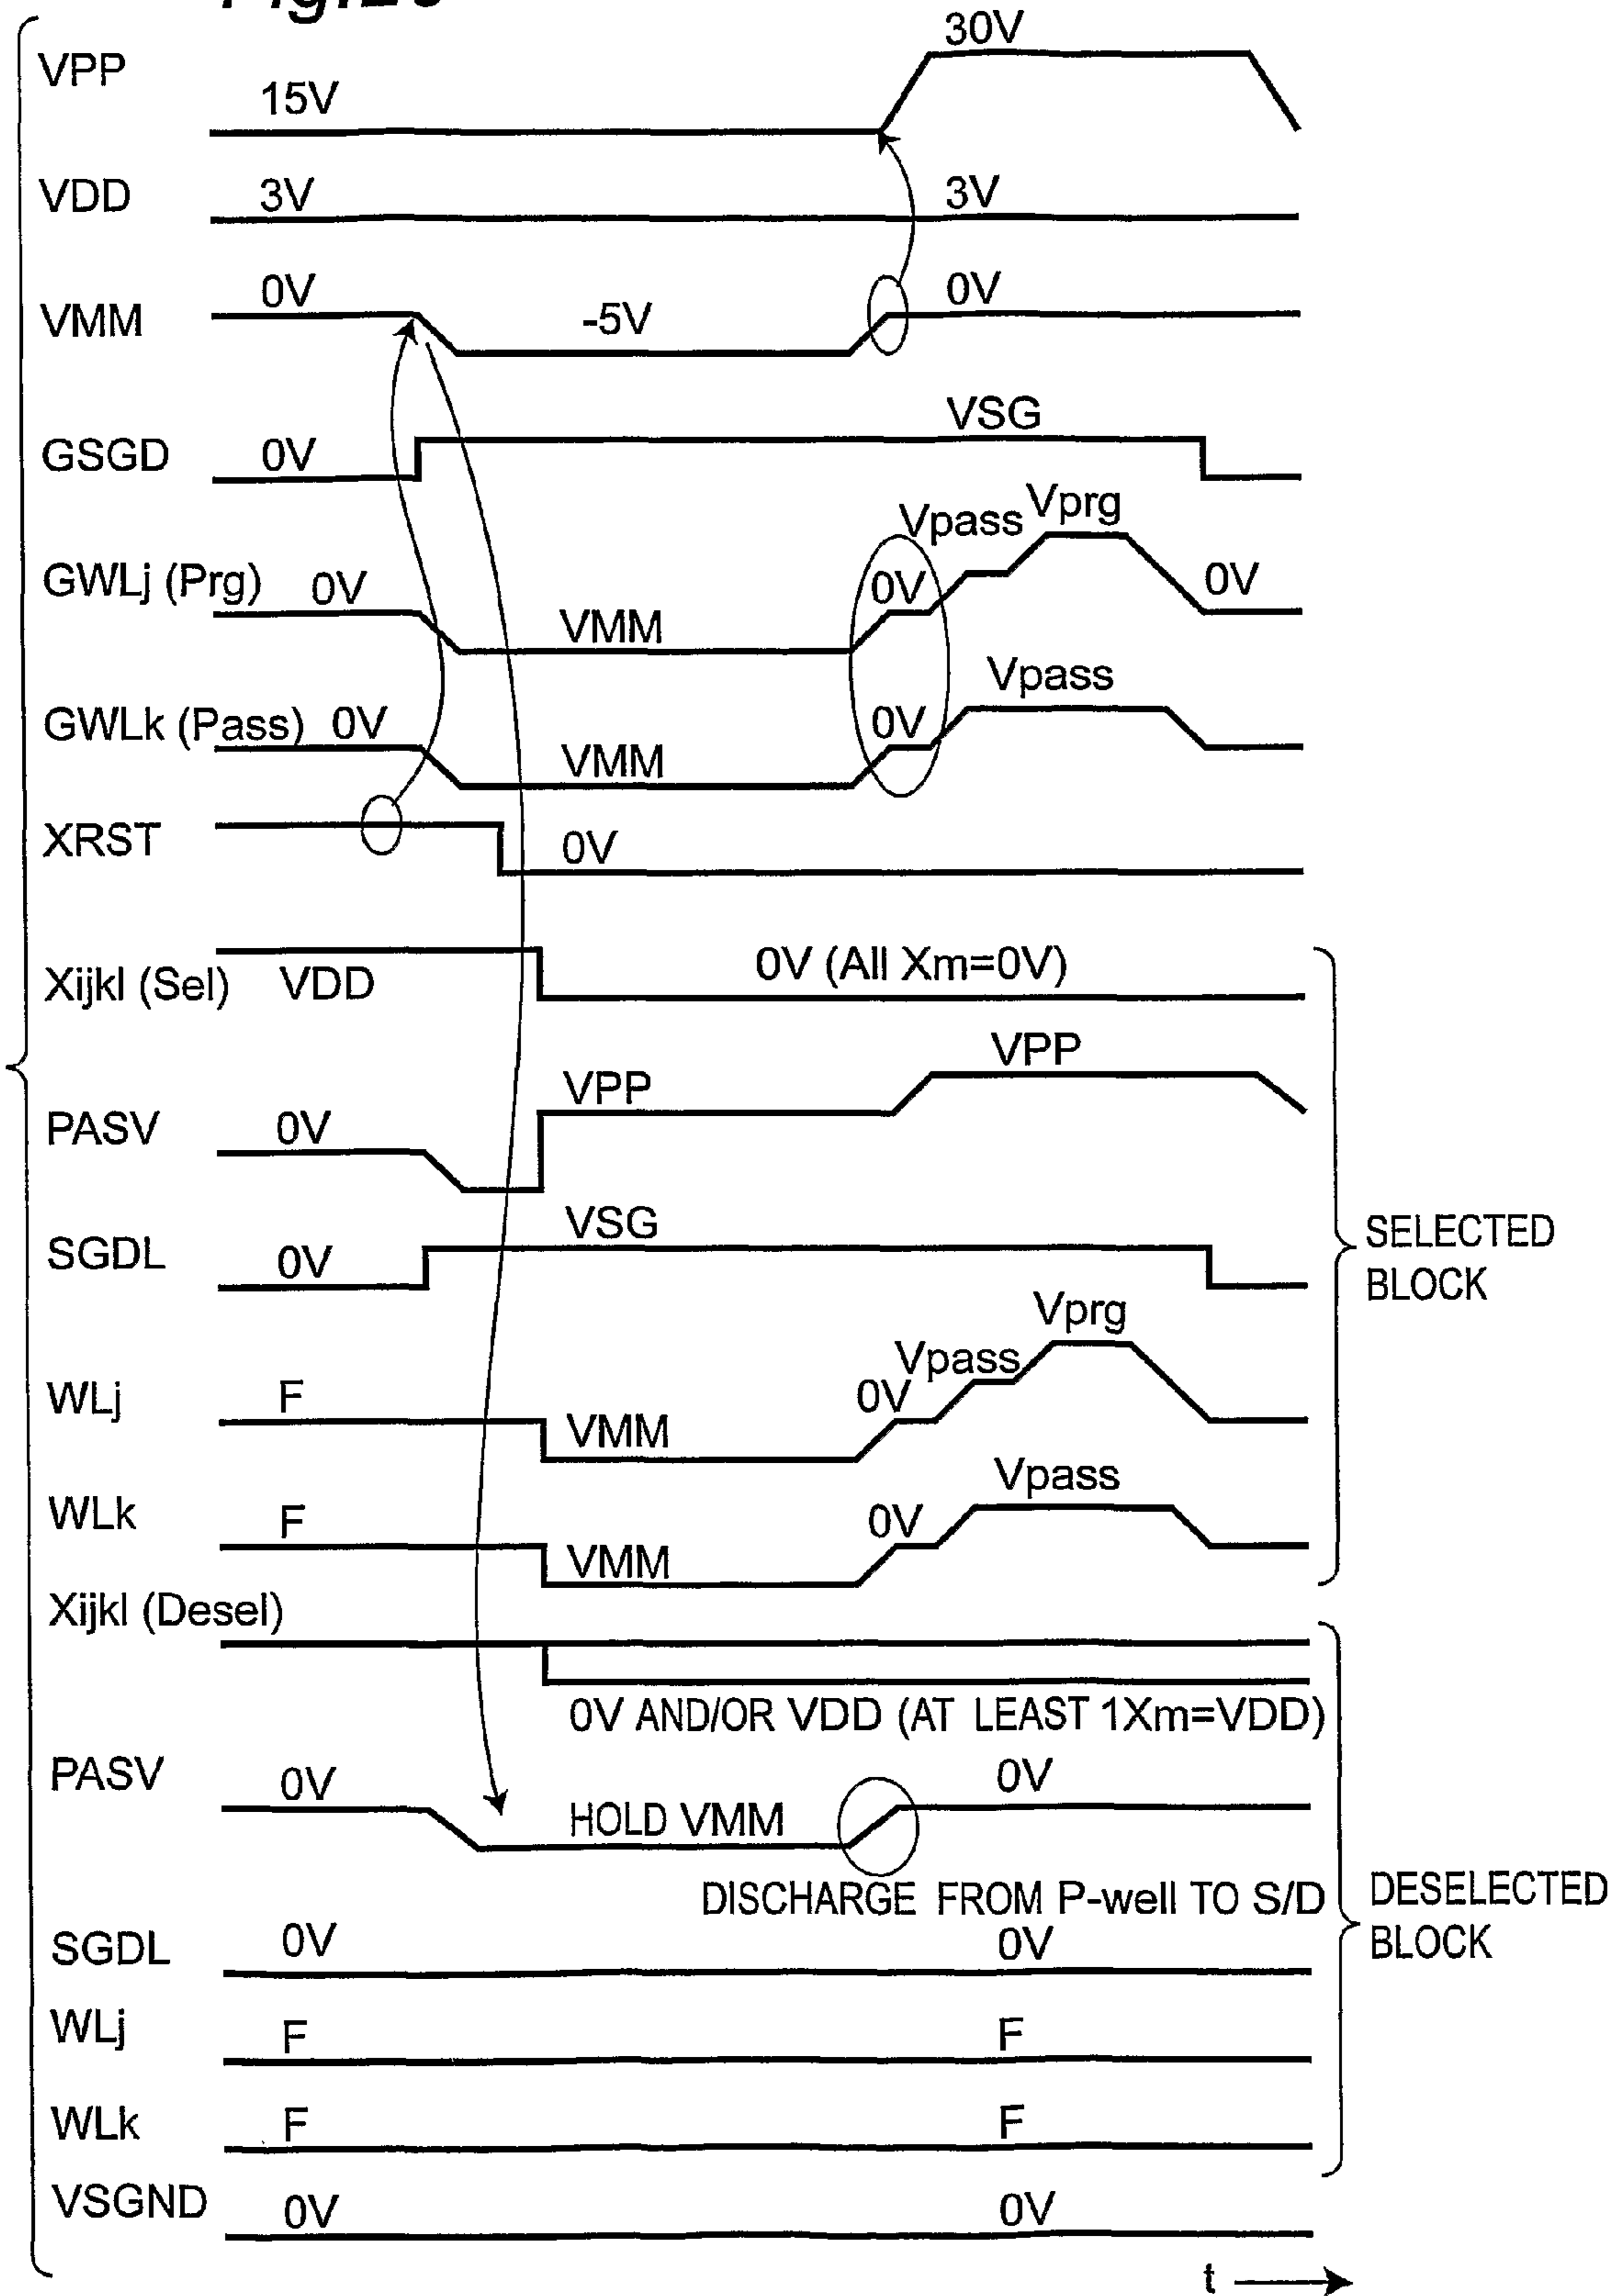 VPP 15V 30V
VDD 3V 3V
VMM 0V -5V 0V
GSGD 0V VSG
GWLj (Prg) 0V VMM 0V Vpass Vprg 0V
GWLk (Pass) 0V VMM 0V Vpass
XRST 0V
Xijkl (Sel) VDD 0V (All Xm=0V)
PASV 0V VPP VPP
SGDL 0V VSG
SELECTED
BLOCK
WLj F VMM 0V Vpass Vprg
WLk F VMM 0V Vpass
Xijkl (Desel)
0V AND/OR VDD (AT LEAST 1Xm=VDD)
PASV 0V HOLD VMM 0V
DISCHARGE FROM P-well TO S/D
DESELECTED
BLOCK
SGDL 0V 0V
WLj F F
WLk F F
VSGND 0V 0V
t